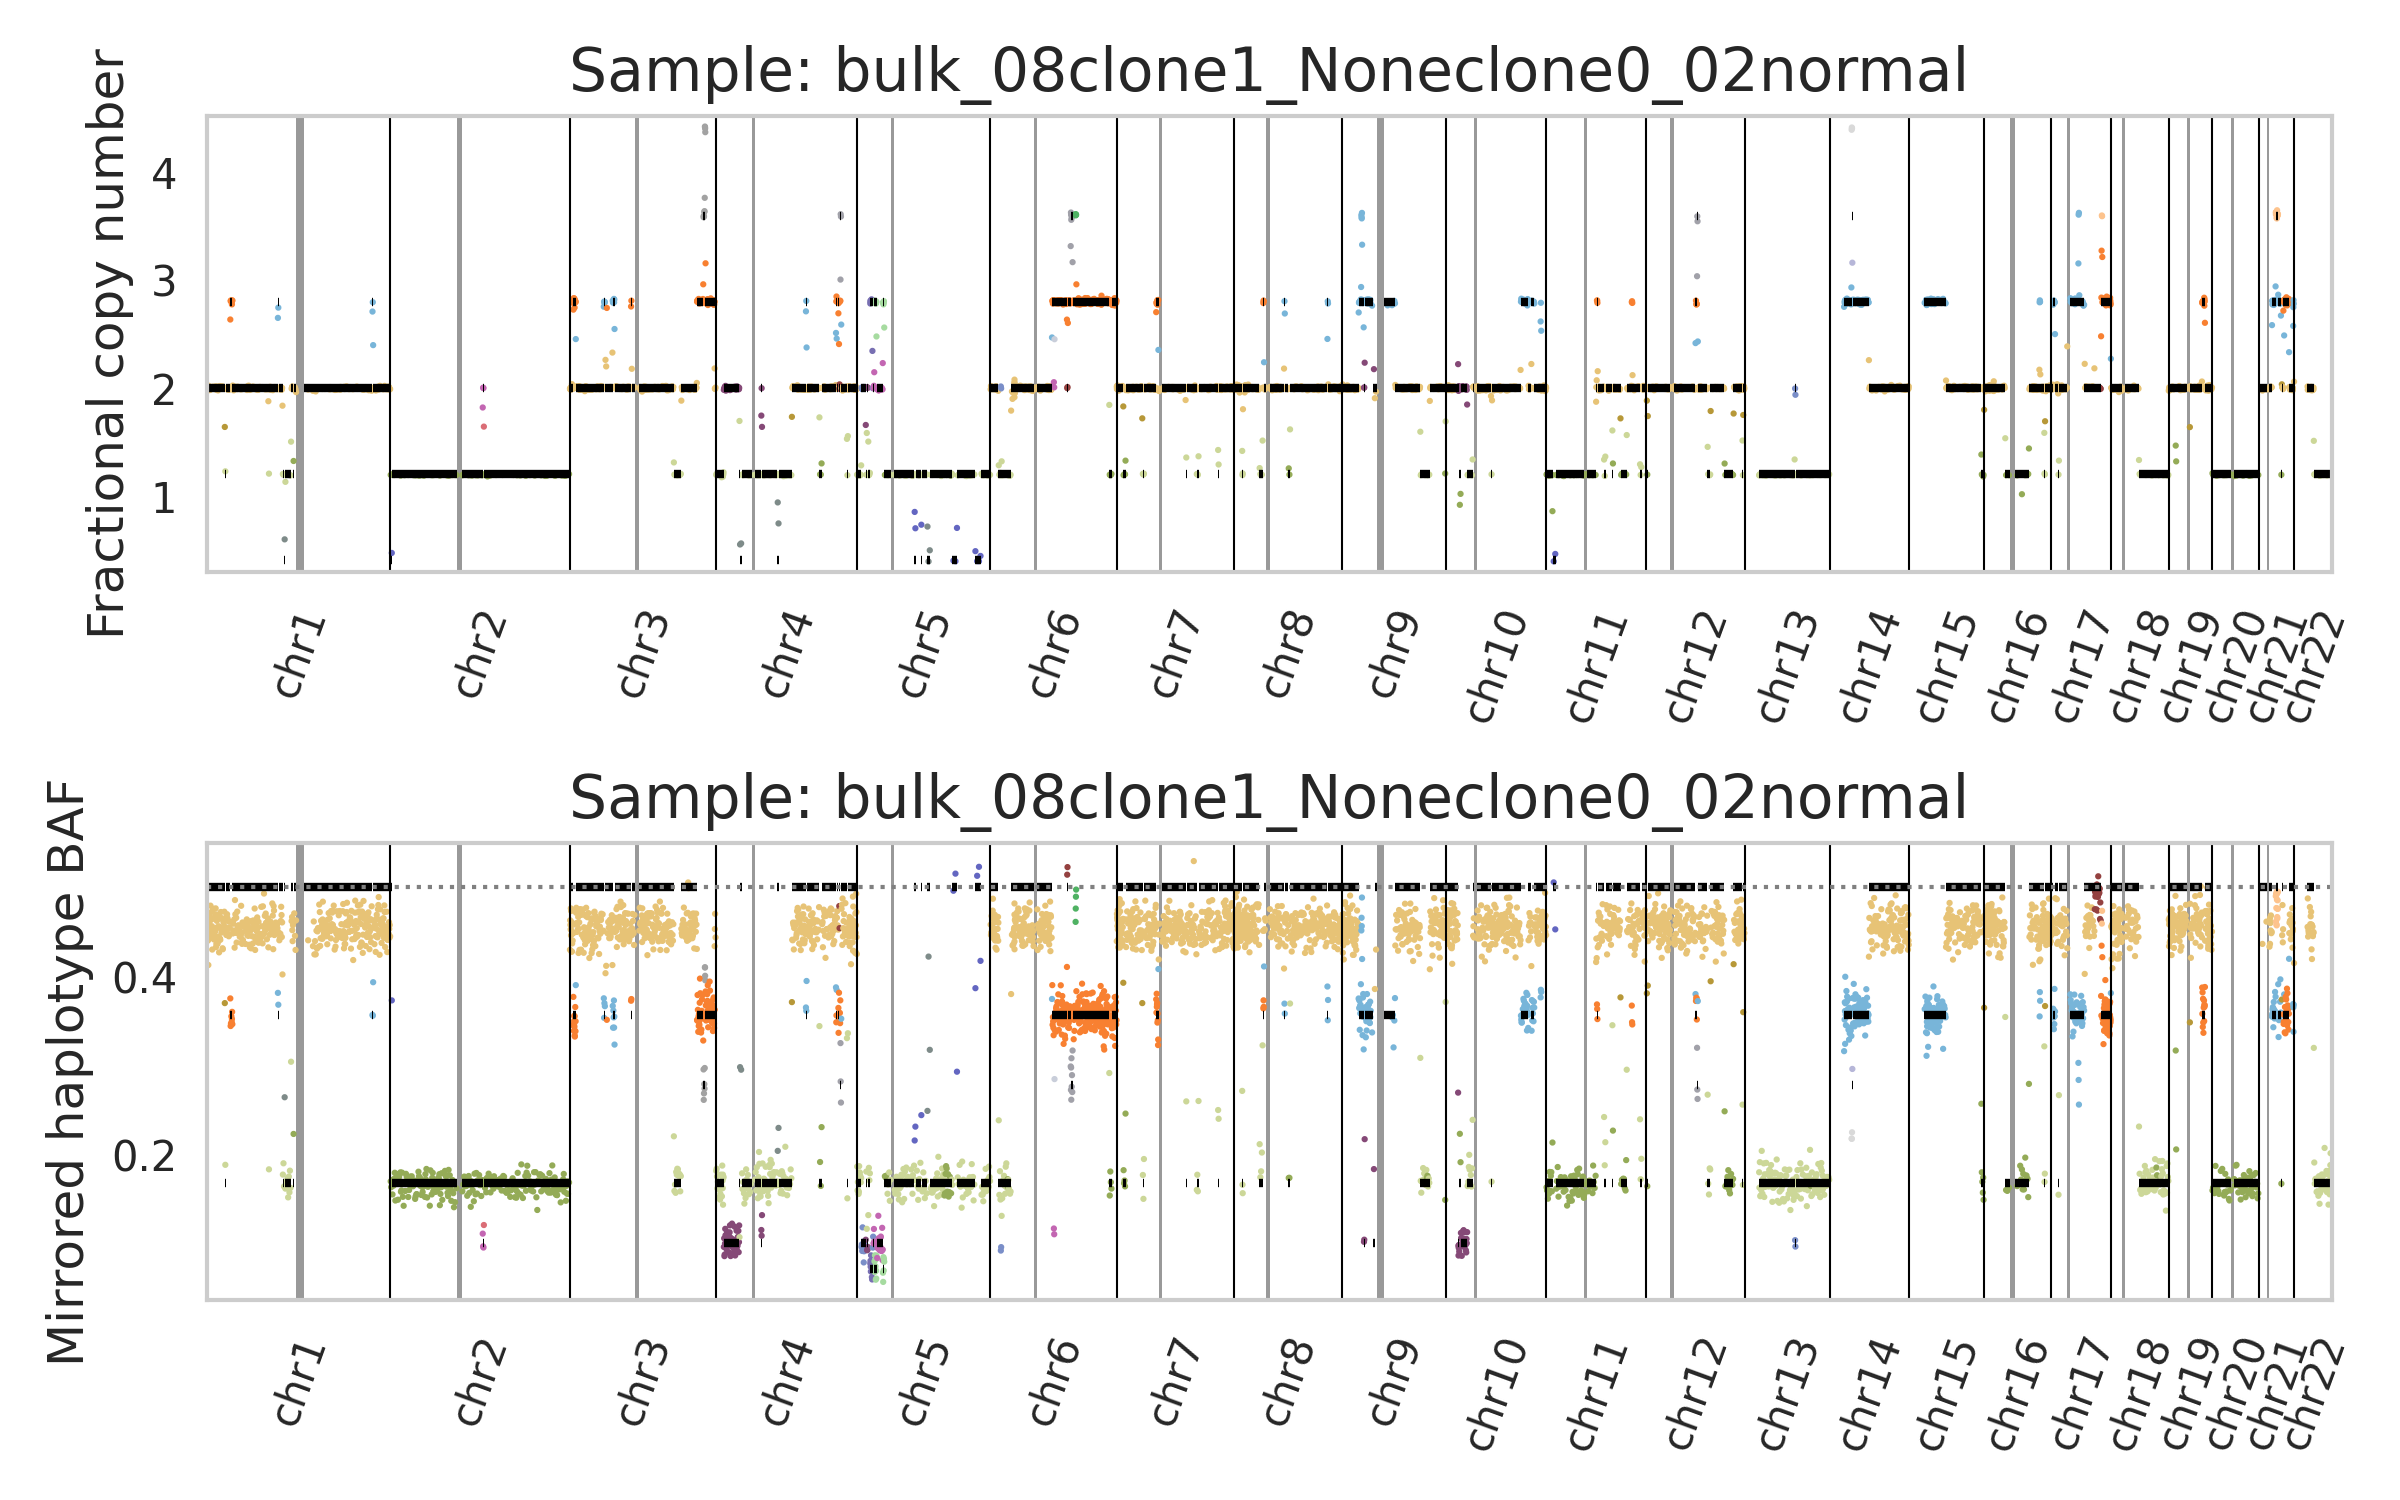 Sample: bulk_08clone1_Noneclone0_02normal
Fractional copy number
4
3
2
1
chr1 chr2 chr3 chr4 chr5 chr6 chr7 chr8 chr9 chr10 chr11 chr12 chr13 chr14 chr15 chr16 chr17 chr18 chr19 chr20 chr21 chr22
Sample: bulk_08clone1_Noneclone0_02normal
Mirrored haplotype BAF
0.4
0.2
chr1 chr2 chr3 chr4 chr5 chr6 chr7 chr8 chr9 chr10 chr11 chr12 chr13 chr14 chr15 chr16 chr17 chr18 chr19 chr20 chr21 chr22